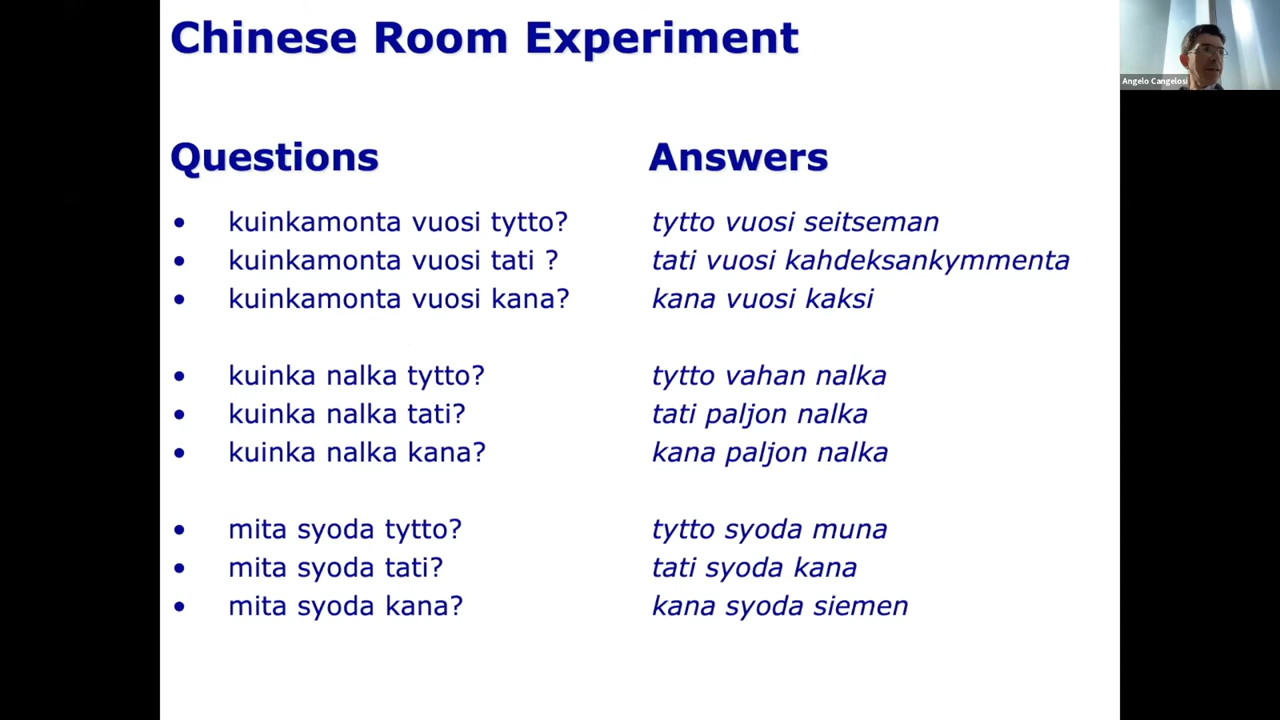 Chinese Room Experiment
Angelo Cangelosi
Questions Answers
• kuinkamonta vuosi tytto? tytto vuosi seitseman
• kuinkamonta vuosi tati ? tati vuosi kahdeksankymmenta
• kuinkamonta vuosi kana? kana vuosi kaksi
• kuinka nalka tytto? tytto vahan nalka
• kuinka nalka tati? tati paljon nalka
• kuinka nalka kana? kana paljon nalka
• mita syoda tytto? tytto syoda muna
• mita syoda tati? tati syoda kana
• mita syoda kana? kana syoda siemen